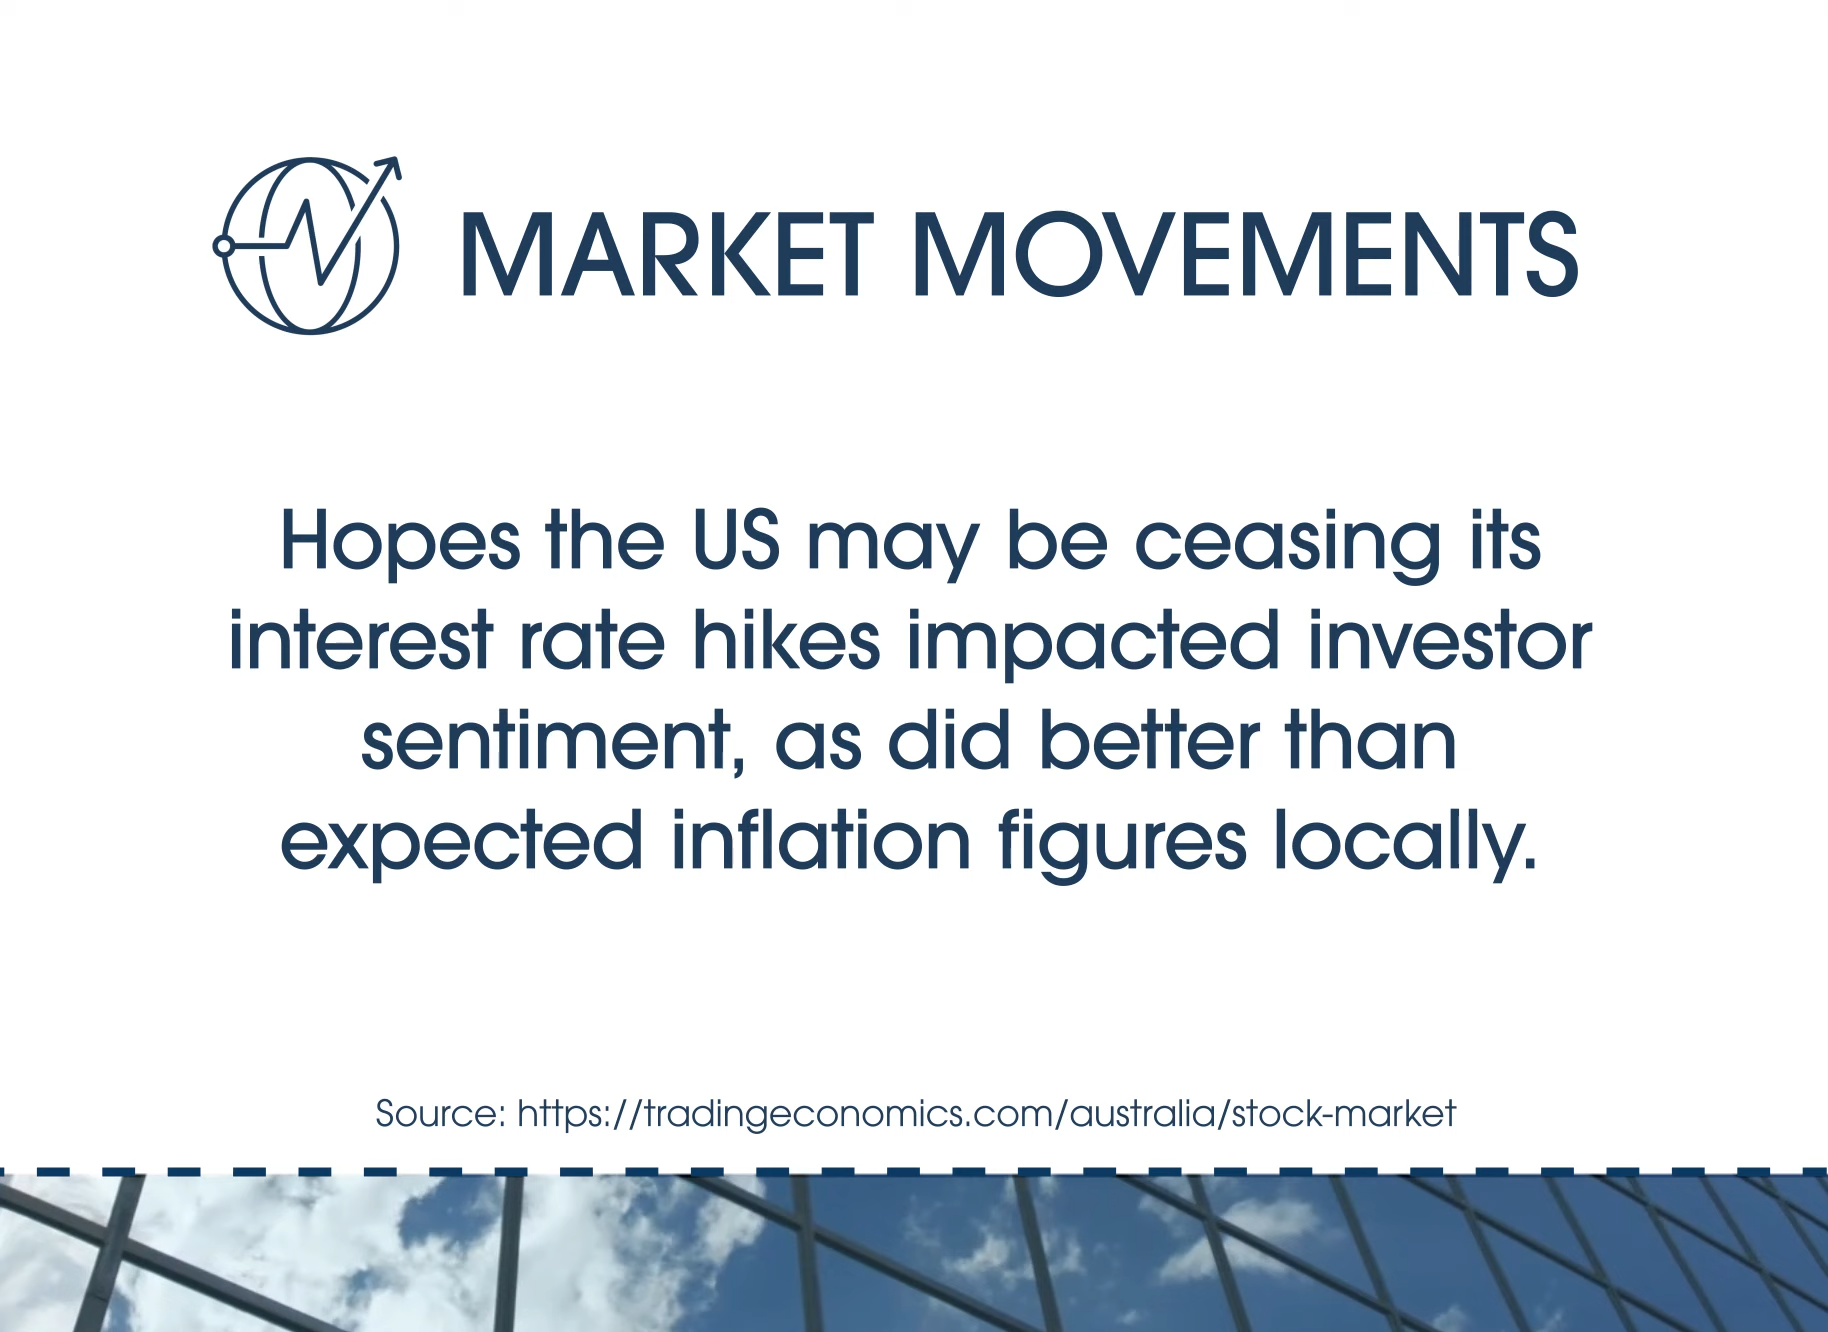 MARKET MOVEMENTS
Hopes the US may be ceasing its
interest rate hikes impacted investor
sentiment, as did better than
expected inflation figures locally.
Source: https://tradingeconomics.com/australia/stock-market